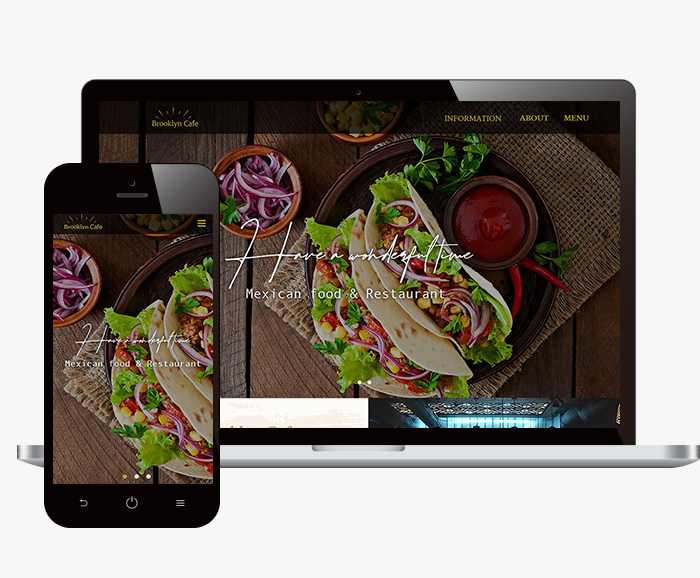 Brooklyn Cafe
INFORMATION ABOUT MENU
Have a wonderful time
Mexican food & Restaurant
Brooklyn Cafe
Have a wonderful time
Mexican food & Restaurant